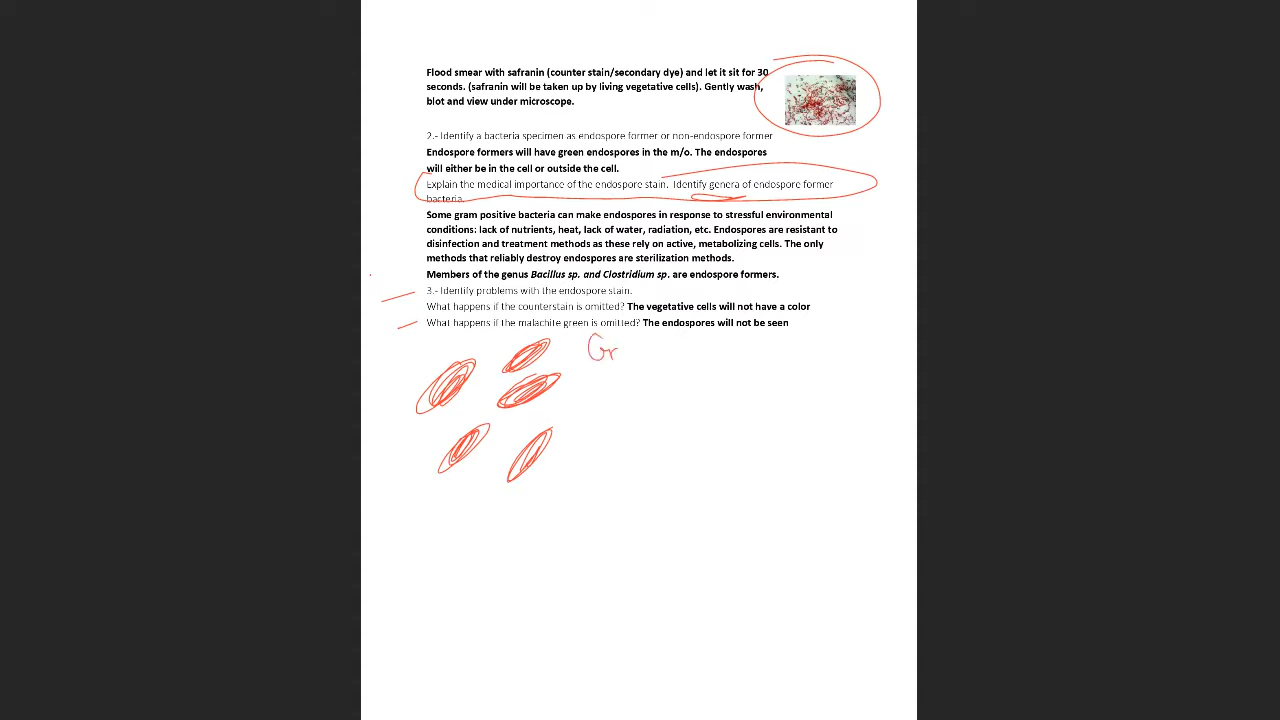 Flood smear with safranin (counter stain/secondary dye) and let it sit for 30
seconds. (safranin will be taken up by living vegetative cells). Gently wash,
blot and view under microscope.
2.- Identify a bacteria specimen as endospore former or non-endospore former
Endospore formers will have green endospores in the m/o. The endospores
will either be in the cell or outside the cell.
Explain the medical importance of the endospore stain.  Identify genera of endospore former
bacteria.
Some gram positive bacteria can make endospores in response to stressful environmental
conditions: lack of nutrients, heat, lack of water, radiation, etc. Endospores are resistant to
disinfection and treatment methods as these rely on active, metabolizing cells. The only
methods that reliably destroy endospores are sterilization methods.
Members of the genus Bacillus sp. and Clostridium sp. are endospore formers.
3.- Identify problems with the endospore stain.
What happens if the counterstain is omitted? The vegetative cells will not have a color
What happens if the malachite green is omitted? The endospores will not be seen
Gr